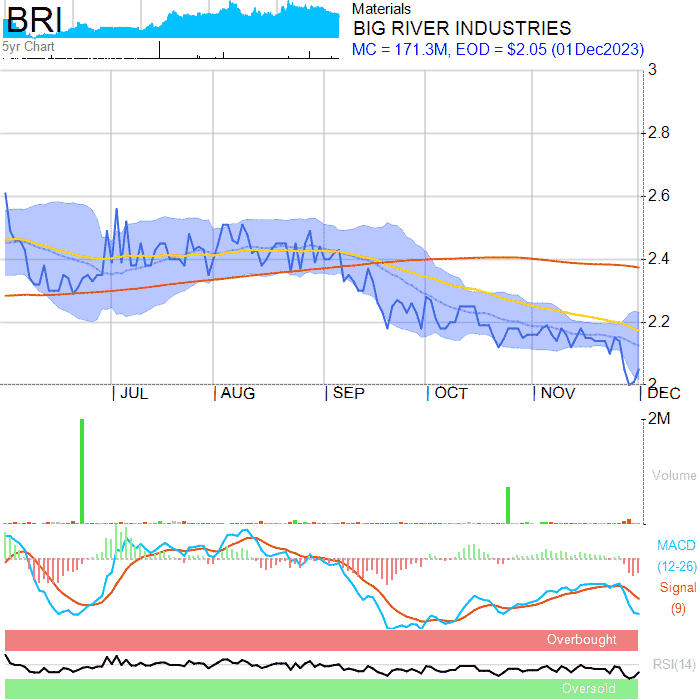 BRI
5yr Chart
Materials
BIG RIVER INDUSTRIES
MC = 171.3M, EOD = $2.05 (01Dec2023)
3
2.8
2.6
2.4
2.2
2
JUL AUG SEP OCT NOV DEC
2M
Volume
MACD
(12-26)
Signal
(9)
Overbought
RSI(14)
Oversold